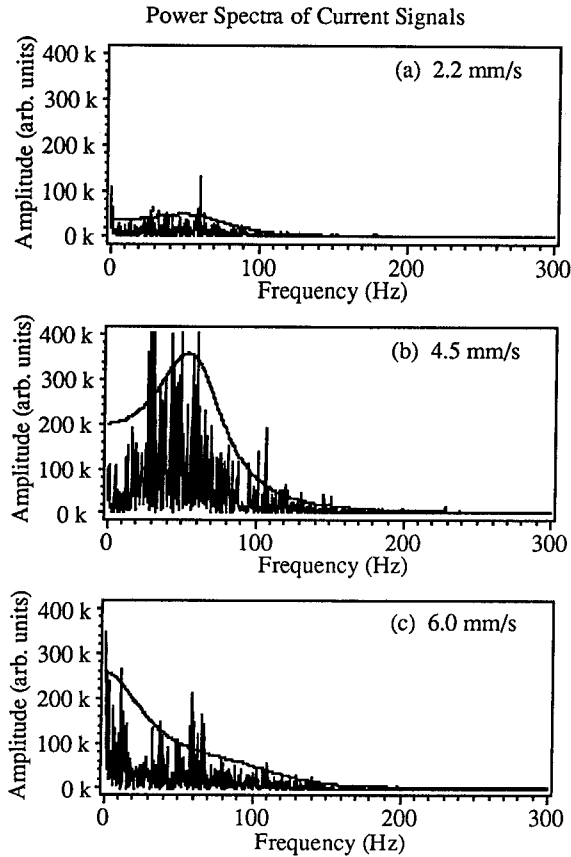 Power Spectra of Current Signals
Amplitude (arb. units)
400 k
300 k
200 k
100 k
0 k
(a) 2.2 mm/s
0 100 200 300
Frequency (Hz)
Amplitude (arb. units)
400 k
300 k
200 k
100 k
0 k
(b) 4.5 mm/s
0 100 200 300
Frequency (Hz)
Amplitude (arb. units)
400 k
300 k
200 k
100 k
0 k
(c) 6.0 mm/s
0 100 200 300
Frequency (Hz)